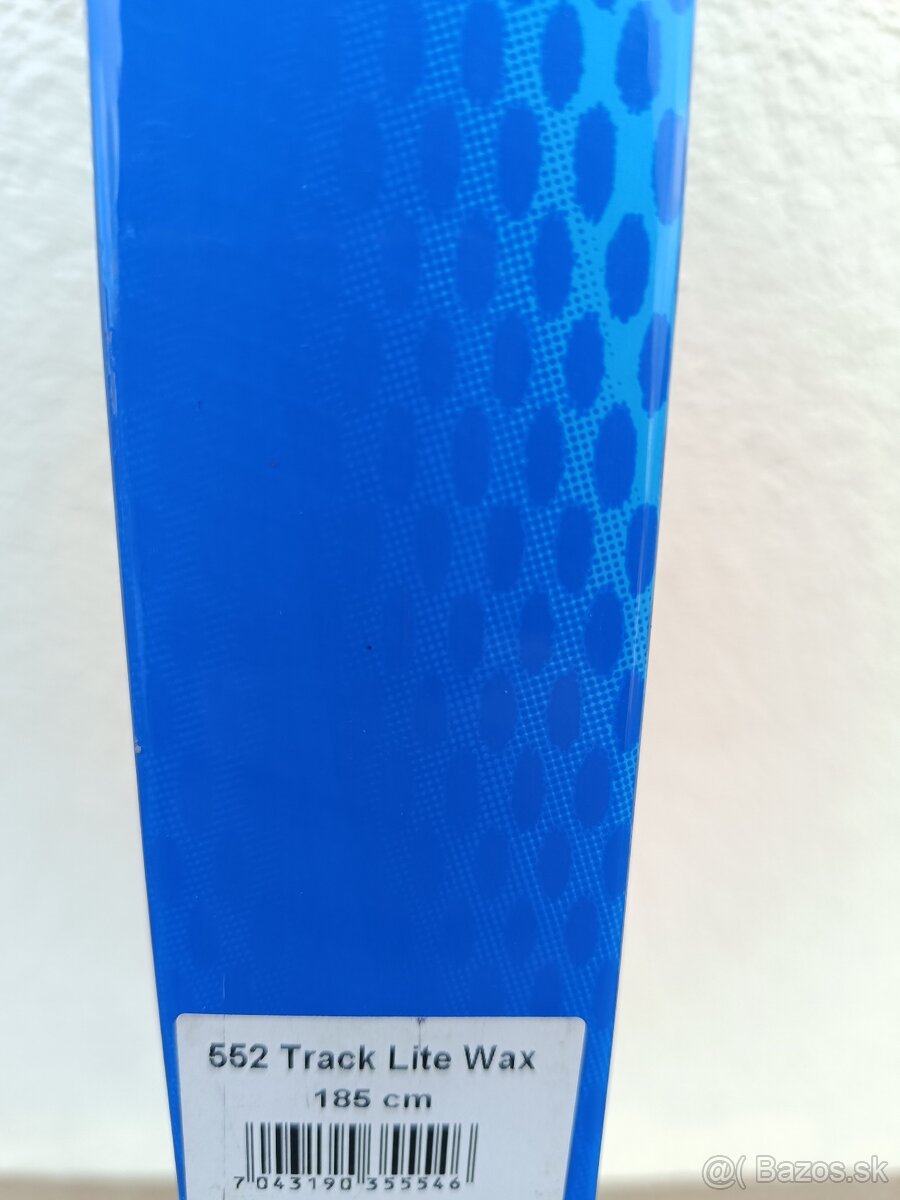 552 Track Lite Wax
185 cm
7 043190 355546
@( Bazos.sk